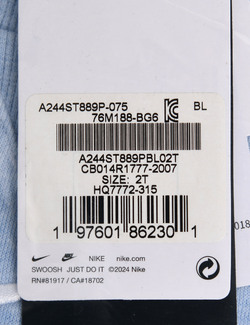 A244ST889P-075 BL
76M188-BG6
A244ST889PBL02T
CB014R1777-2007
SIZE: 2T
HQ7772-315
1 97601 86230 1
NIKE nike.com
SWOOSH JUST DO IT ©2024 Nike
RN#81917 / CA#18702